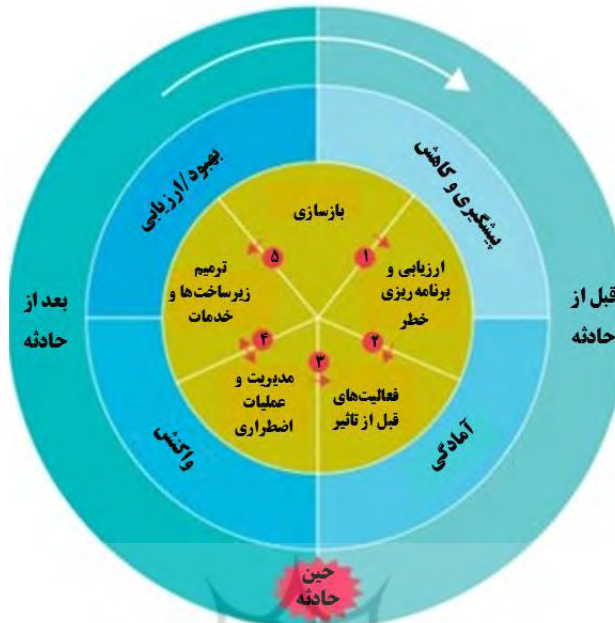 پیشگیری و کاهش
بهبود/ارزیابی
بازسازی
۱
۵
ارزیابی و
برنامه ریزی
خطر
ترمیم
زیرساخت‌ها و
خدمات
قبل از
حادثه
بعد از
حادثه
۲
۴
۳
فعالیت‌های
قبل از تاثیر
مدیریت و
عملیات
اضطراری
آمادگی
واکنش
حین
حادثه